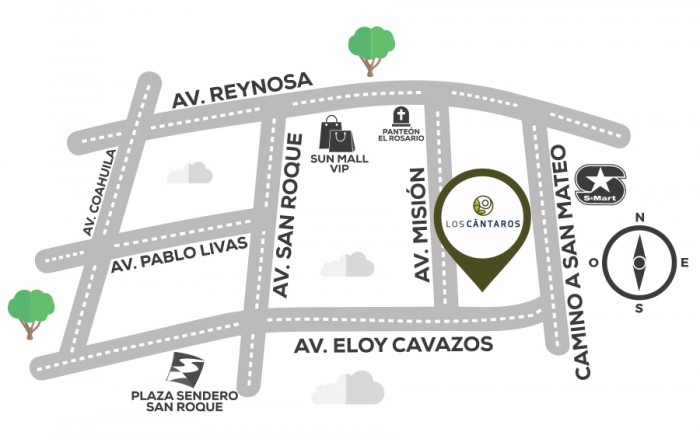 AV. REYNOSA
AV. COAHUILA
AV. SAN ROQUE
SUN MALL
VIP
PANTEÓN
EL ROSARIO
AV. MISIÓN
LOS CÁNTAROS
CAMINO A SAN MATEO
S-Mart
N
O
E
S
AV. PABLO LIVAS
AV. ELOY CAVAZOS
PLAZA SENDERO
SAN ROQUE